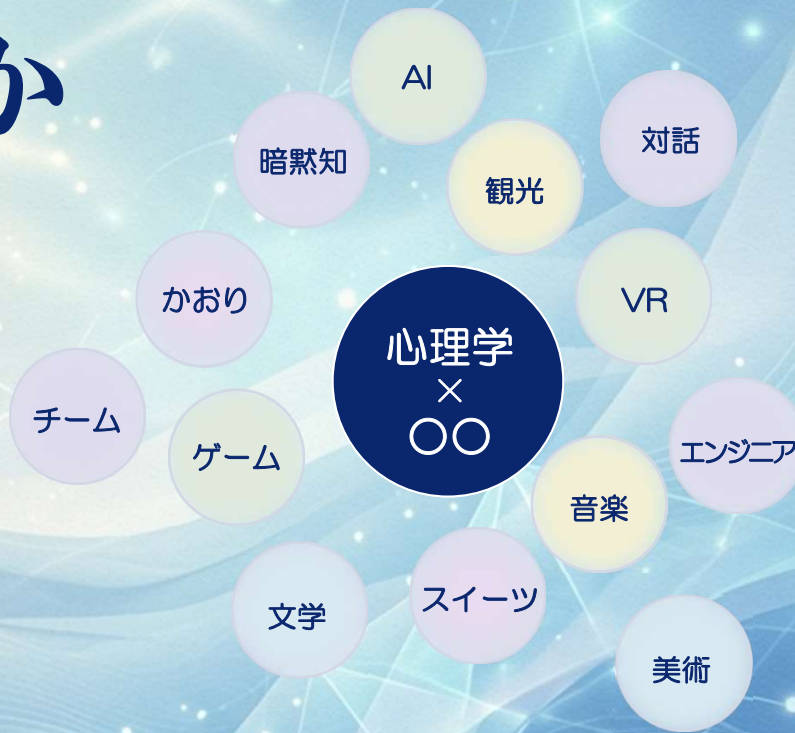 か
AI
対話
暗黙知
観光
かおり
VR
心理学
×
〇〇
チーム
ゲーム
エンジニア
音楽
スイーツ
文学
美術